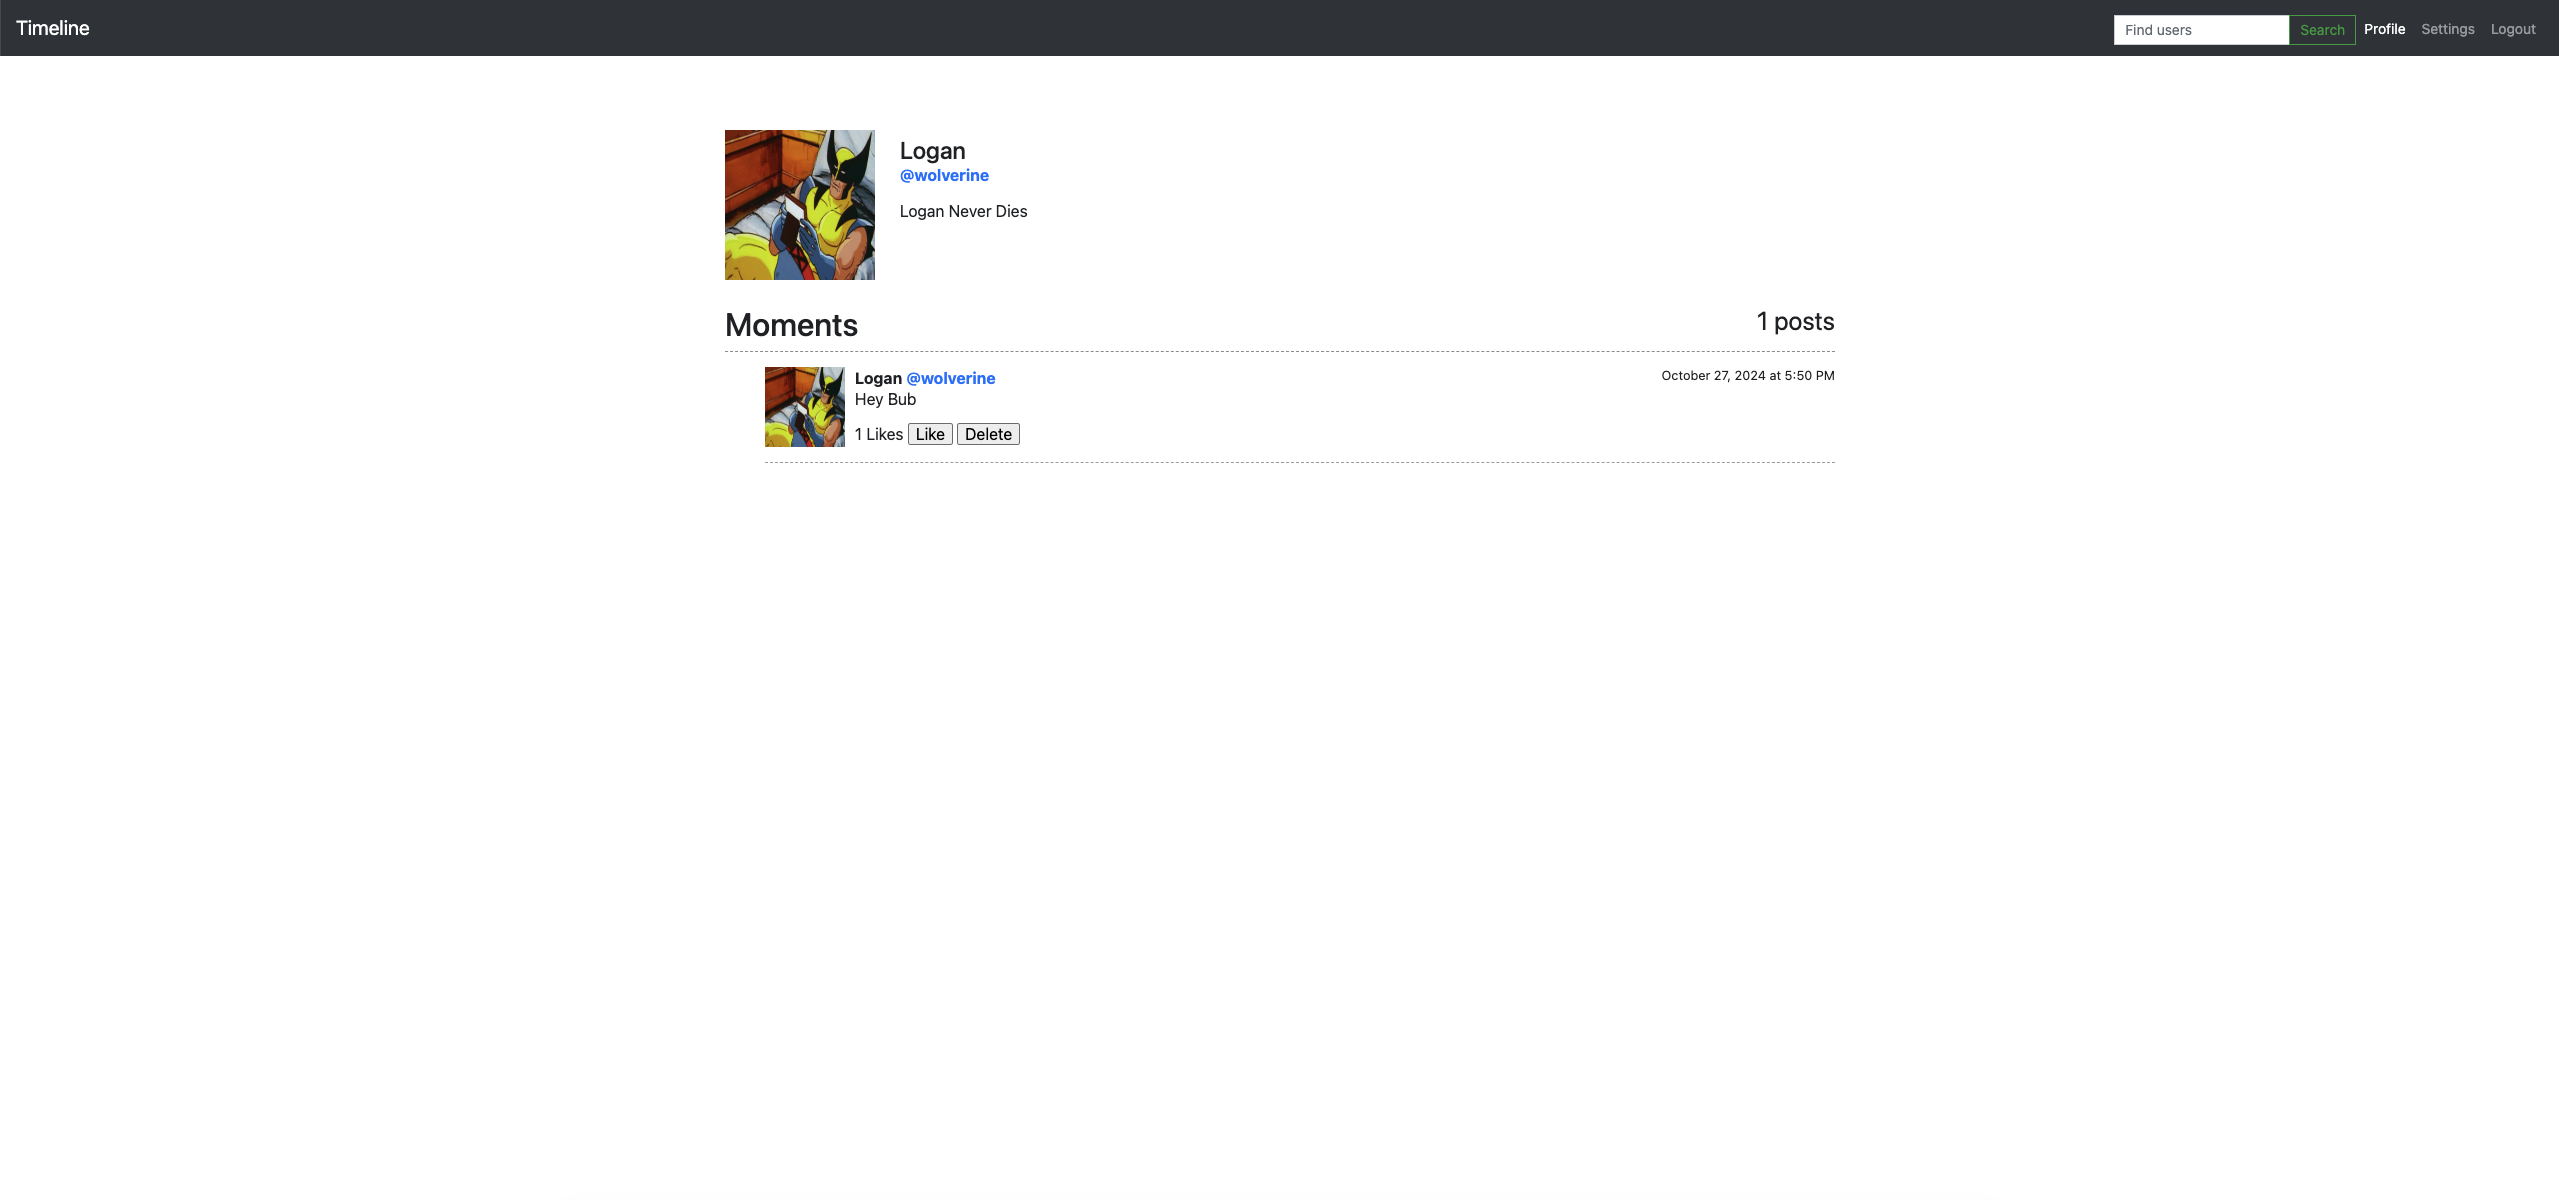 Timeline
Find users Search Profile Settings Logout
Logan
@wolverine
Logan Never Dies
Moments 1 posts
Logan @wolverine October 27, 2024 at 5:50 PM
Hey Bub
1 Likes Like Delete